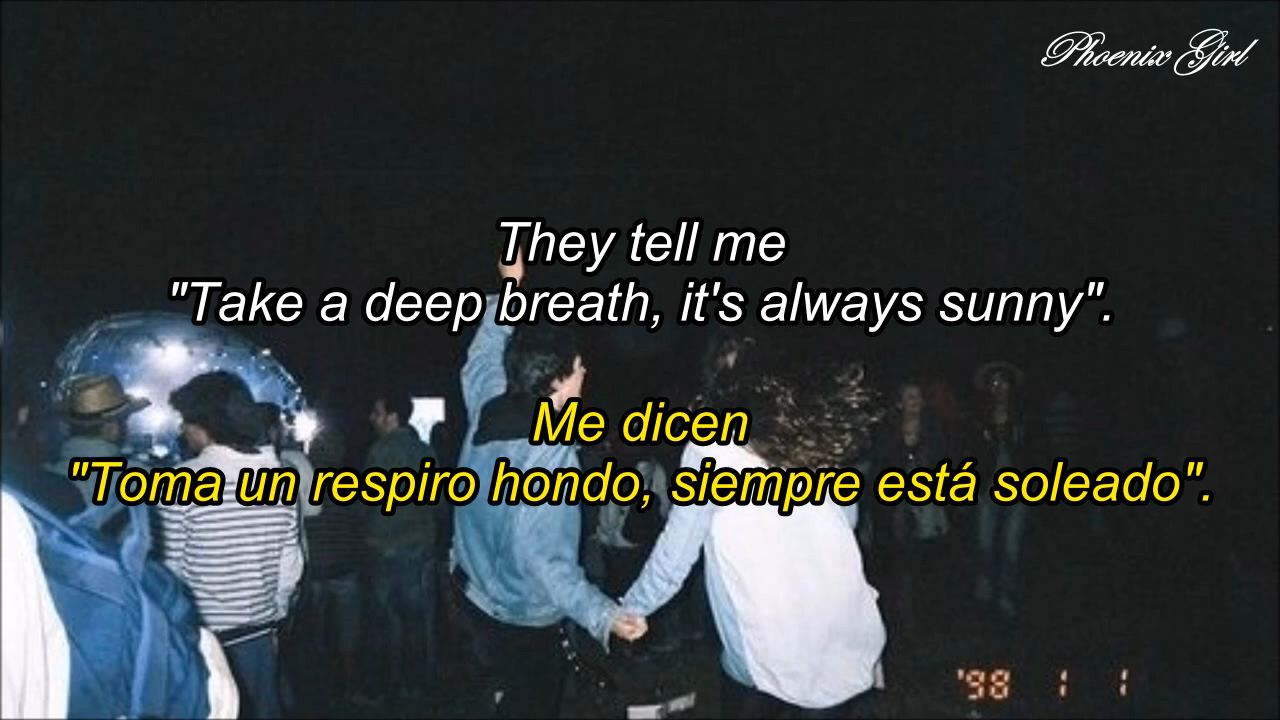 Phoenix Girl
They tell me
"Take a deep breath, it's always sunny".
Me dicen
"Toma un respiro hondo, siempre está soleado".
'98 1 1